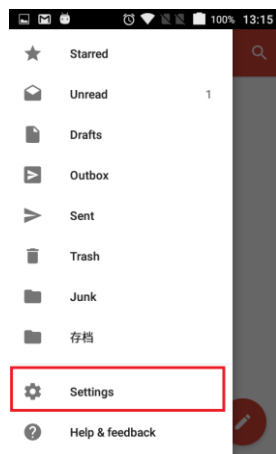 100% 13:15
Starred
Unread 1
Drafts
Outbox
Sent
Trash
Junk
存档
Settings
Help & feedback